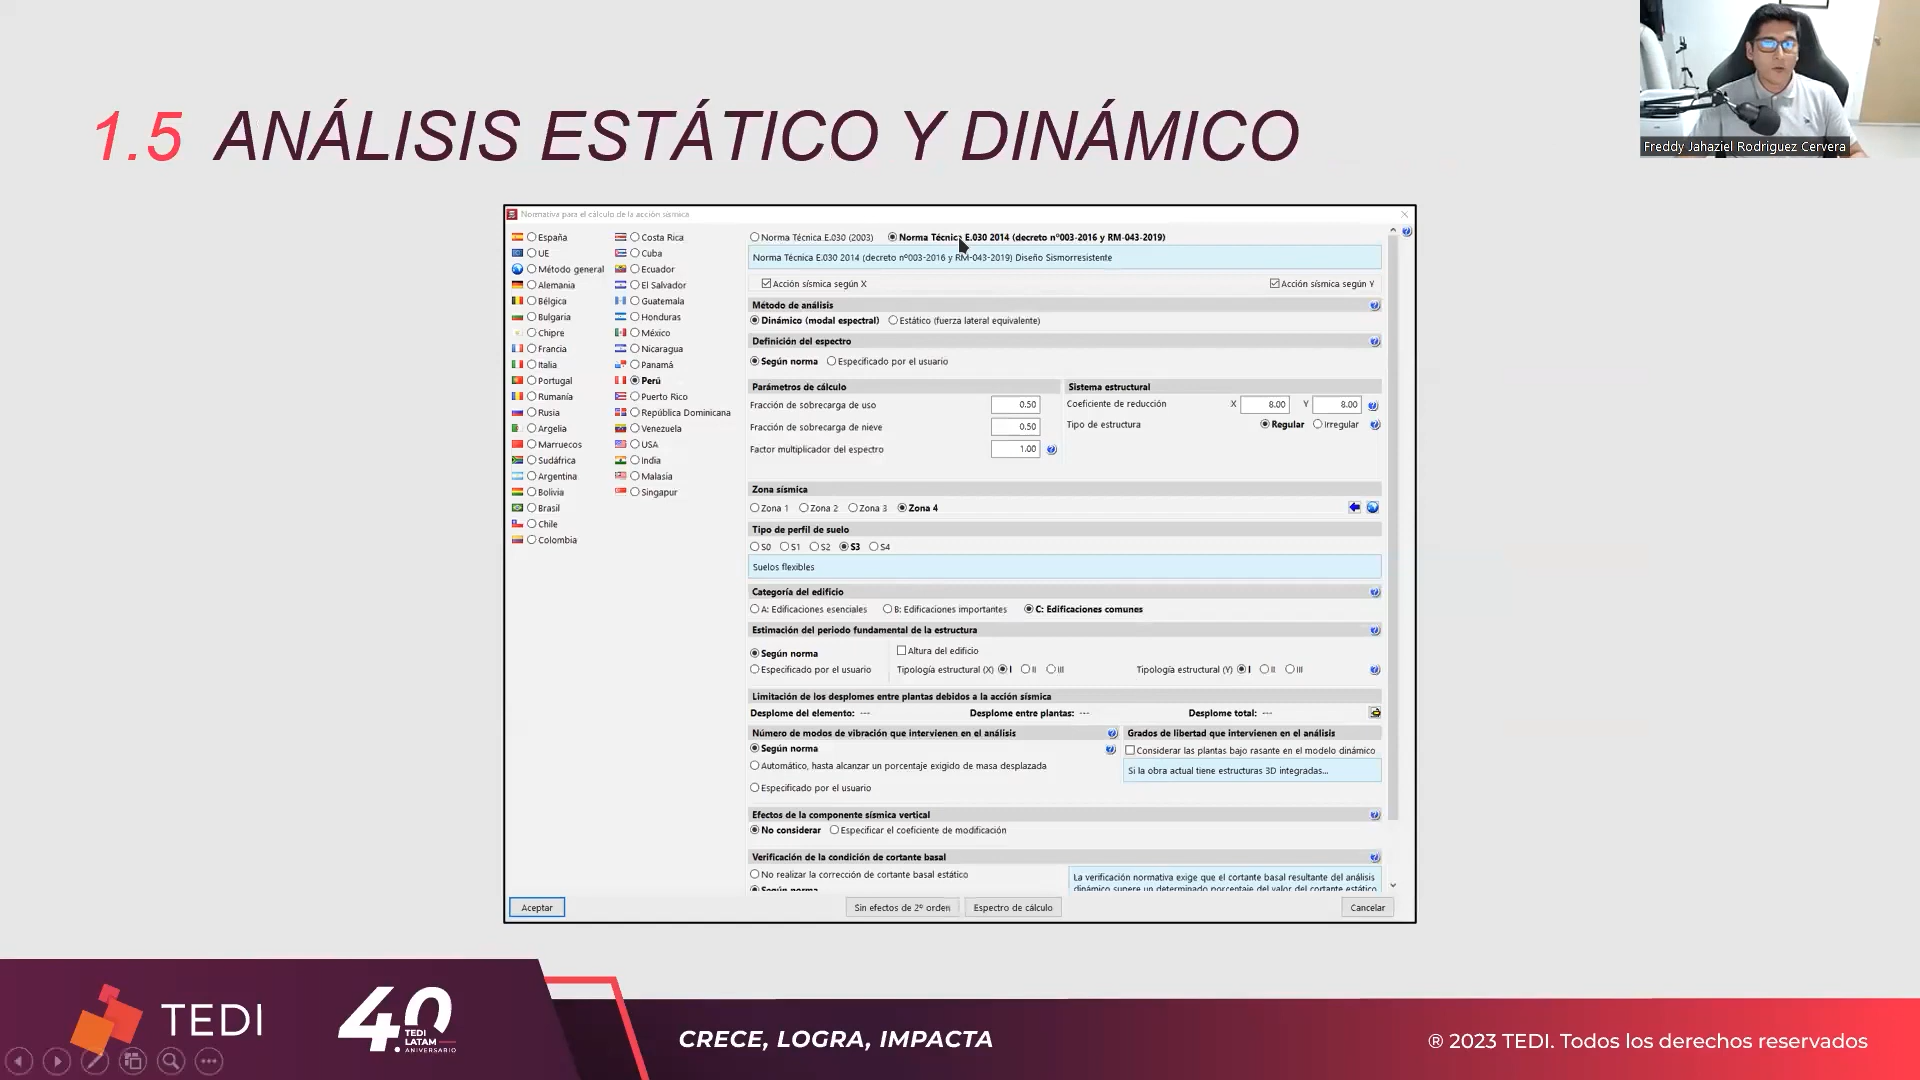 Freddy Jahaziel Rodriguez Cervera
1.5 ANÁLISIS ESTÁTICO Y DINÁMICO
Normativa para el cálculo de la acción sísmica
España
UE
Método general
Alemania
Bélgica
Bulgaria
Chipre
Francia
Italia
Portugal
Rumanía
Rusia
Argelia
Marruecos
Sudáfrica
Argentina
Bolivia
Brasil
Chile
Colombia
Costa Rica
Cuba
Ecuador
El Salvador
Guatemala
Honduras
México
Nicaragua
Panamá
Perú
Puerto Rico
República Dominicana
Venezuela
USA
India
Malasia
Singapur
Norma Técnica E.030 (2003) Norma Técnica E.030 2014 (decreto nº003-2016 y RM-043-2019)
Norma Técnica E.030 2014 (decreto nº003-2016 y RM-043-2019) Diseño Sismorresistente
Acción sísmica según X Acción sísmica según Y
Método de análisis
Dinámico (modal espectral) Estático (fuerza lateral equivalente)
Definición del espectro
Según norma Especificado por el usuario
Parámetros de cálculo
Fracción de sobrecarga de uso 0.50
Fracción de sobrecarga de nieve 0.50
Factor multiplicador del espectro 1.00
Sistema estructural
Coeficiente de reducción X 8.00 Y 8.00
Tipo de estructura Regular Irregular
Zona sísmica
Zona 1 Zona 2 Zona 3 Zona 4
Tipo de perfil de suelo
S0 S1 S2 S3 S4
Suelos flexibles
Categoría del edificio
A: Edificaciones esenciales B: Edificaciones importantes C: Edificaciones comunes
Estimación del periodo fundamental de la estructura
Según norma
Especificado por el usuario
Altura del edificio
Tipología estructural (X) I II III Tipología estructural (Y) I II III
Limitación de los desplomes entre plantas debidos a la acción sísmica
Desplome del elemento: --- Desplome entre plantas: --- Desplome total: ---
Número de modos de vibración que intervienen en el análisis
Según norma
Automático, hasta alcanzar un porcentaje exigido de masa desplazada
Especificado por el usuario
Grados de libertad que intervienen en el análisis
Considerar las plantas bajo rasante en el modelo dinámico
Si la obra actual tiene estructuras 3D integradas...
Efectos de la componente sísmica vertical
No considerar Especificar el coeficiente de modificación
Verificación de la condición de cortante basal
No realizar la corrección de cortante basal estático
Según norma
La verificación normativa exige que el cortante basal resultante del análisis
dinámico supere un determinado porcentaje del valor del cortante estático
Aceptar Sin efectos de 2º orden Espectro de cálculo Cancelar
TEDI
4.0
TEDI
LATAM
ANIVERSARIO
CRECE, LOGRA, IMPACTA
® 2023 TEDI. Todos los derechos reservados